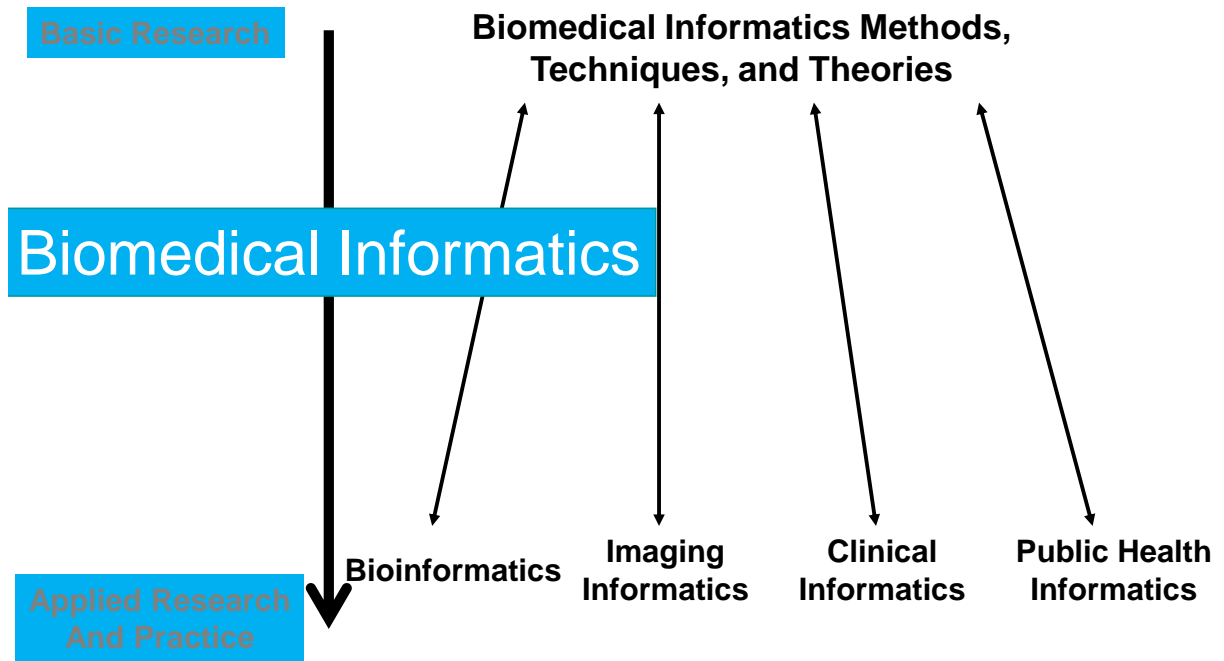 Basic Research
Biomedical Informatics Methods,
Techniques, and Theories
Biomedical Informatics
Bioinformatics
Imaging
Informatics
Clinical
Informatics
Public Health
Informatics
Applied Research
And Practice